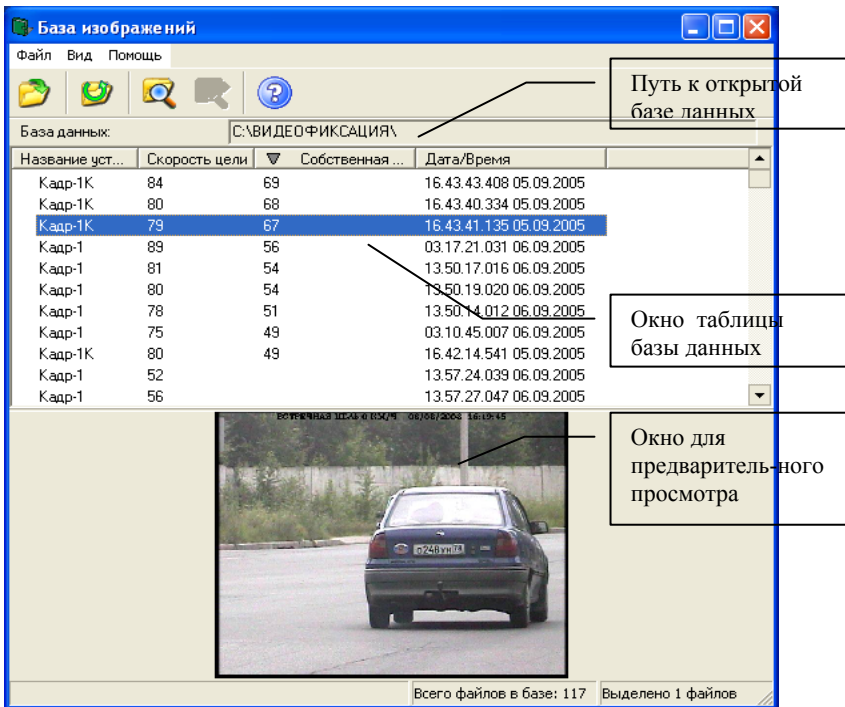 База изображений
Файл Вид Помощь
Путь к открытой
базе данных
База данных: C:\ВИДЕОФИКСАЦИЯ\
Название уст... Скорость цели Собственная ... Дата/Время
Кадр-1К 84 69 16.43.43.408 05.09.2005
Кадр-1К 80 68 16.43.40.334 05.09.2005
Кадр-1К 79 67 16.43.41.135 05.09.2005
Кадр-1 89 56 03.17.21.031 06.09.2005
Кадр-1 81 54 13.50.17.016 06.09.2005
Кадр-1 80 54 13.50.19.020 06.09.2005
Кадр-1 78 51 13.50.14.012 06.09.2005
Кадр-1 75 49 03.10.45.007 06.09.2005
Кадр-1К 80 49 16.42.14.541 05.09.2005
Кадр-1 52 13.57.24.039 06.09.2005
Кадр-1 56 13.57.27.047 06.09.2005
Окно таблицы
базы данных
ВСТРЕЧНАЯ ЦЕЛЬ 0 КМ/Ч 16:19:45
Окно для
предваритель-ного
просмотра
Всего файлов в базе: 117 Выделено 1 файлов